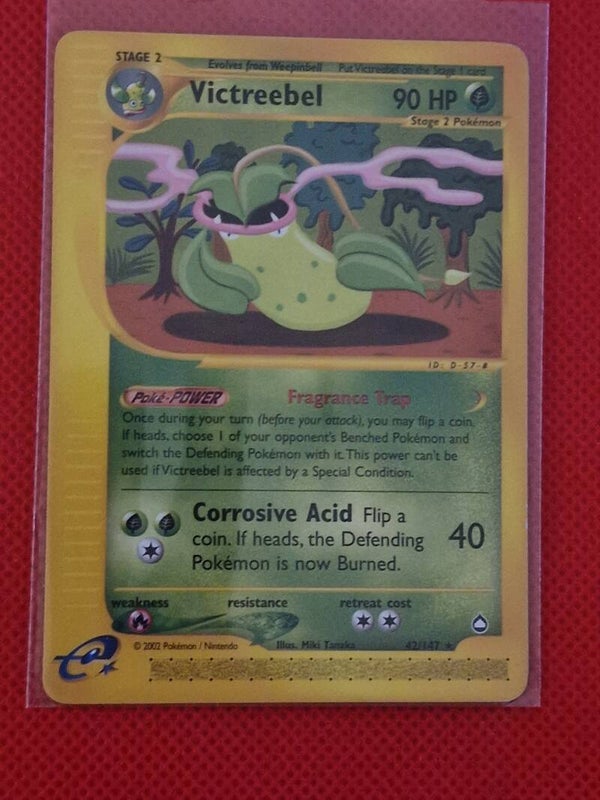 STAGE 2
Evolves from Weepinbell Put Victreebel on the Stage 1 card
Victreebel 90 HP
Stage 2 Pokémon
ID: D-57-#
Poké-POWER Fragrance Trap
Once during your turn (before your attack), you may flip a coin.
If heads, choose 1 of your opponent's Benched Pokémon and
switch the Defending Pokémon with it. This power can't be
used if Victreebel is affected by a Special Condition.
Corrosive Acid Flip a
coin. If heads, the Defending 40
Pokémon is now Burned.
weakness resistance retreat cost
© 2002 Pokémon / Nintendo Illus. Miki Tanaka 42/147 ★
e